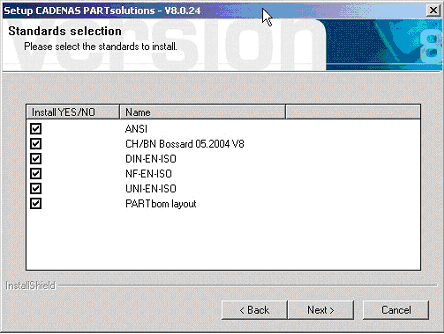 Setup CADENAS PARTsolutions - V8.0.24
version 8
Standards selection
Please select the standards to install.
Install YES/NO Name
ANSI
CH/BN Bossard 05.2004 V8
DIN-EN-ISO
NF-EN-ISO
UNI-EN-ISO
PARTbom layout
InstallShield
< Back Next > Cancel